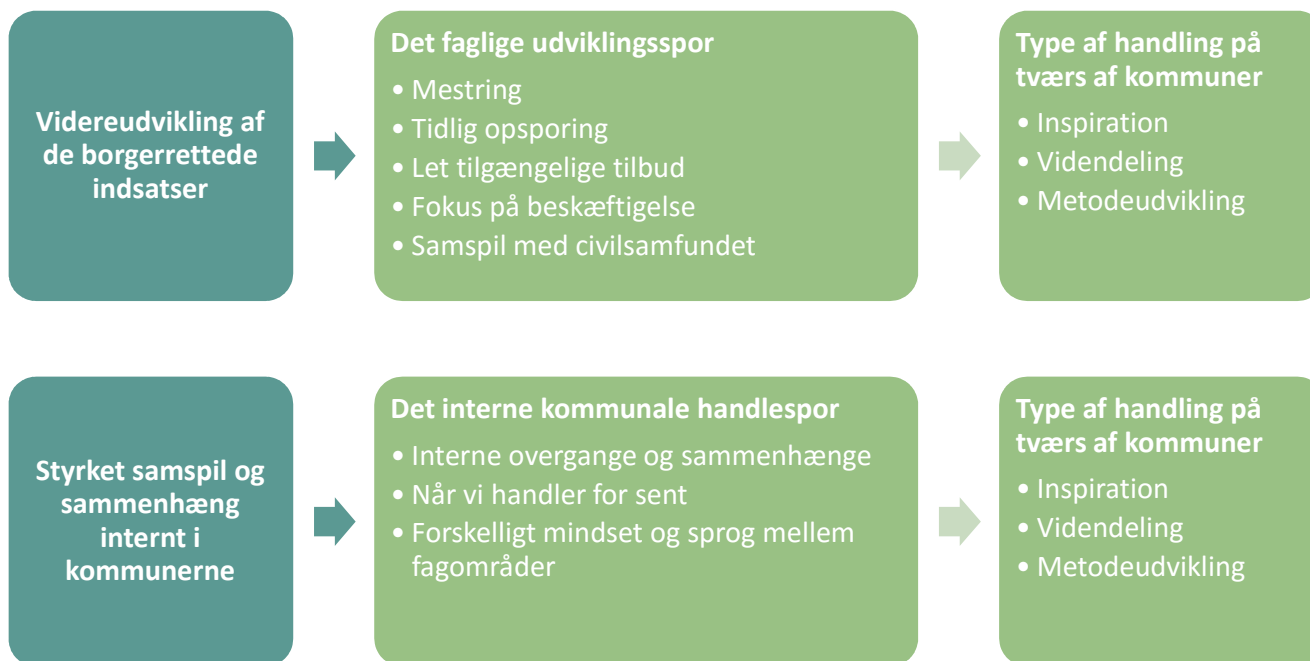 Videreudvikling af
de borgerrettede
indsatser
Det faglige udviklingsspor
• Mestring
• Tidlig opsporing
• Let tilgængelige tilbud
• Fokus på beskæftigelse
• Samspil med civilsamfundet
Type af handling på
tværs af kommuner
• Inspiration
• Videndeling
• Metodeudvikling
Styrket samspil og
sammenhæng
internt i
kommunerne
Det interne kommunale handlespor
• Interne overgange og sammenhænge
• Når vi handler for sent
• Forskelligt mindset og sprog mellem
fagområder
Type af handling på
tværs af kommuner
• Inspiration
• Videndeling
• Metodeudvikling